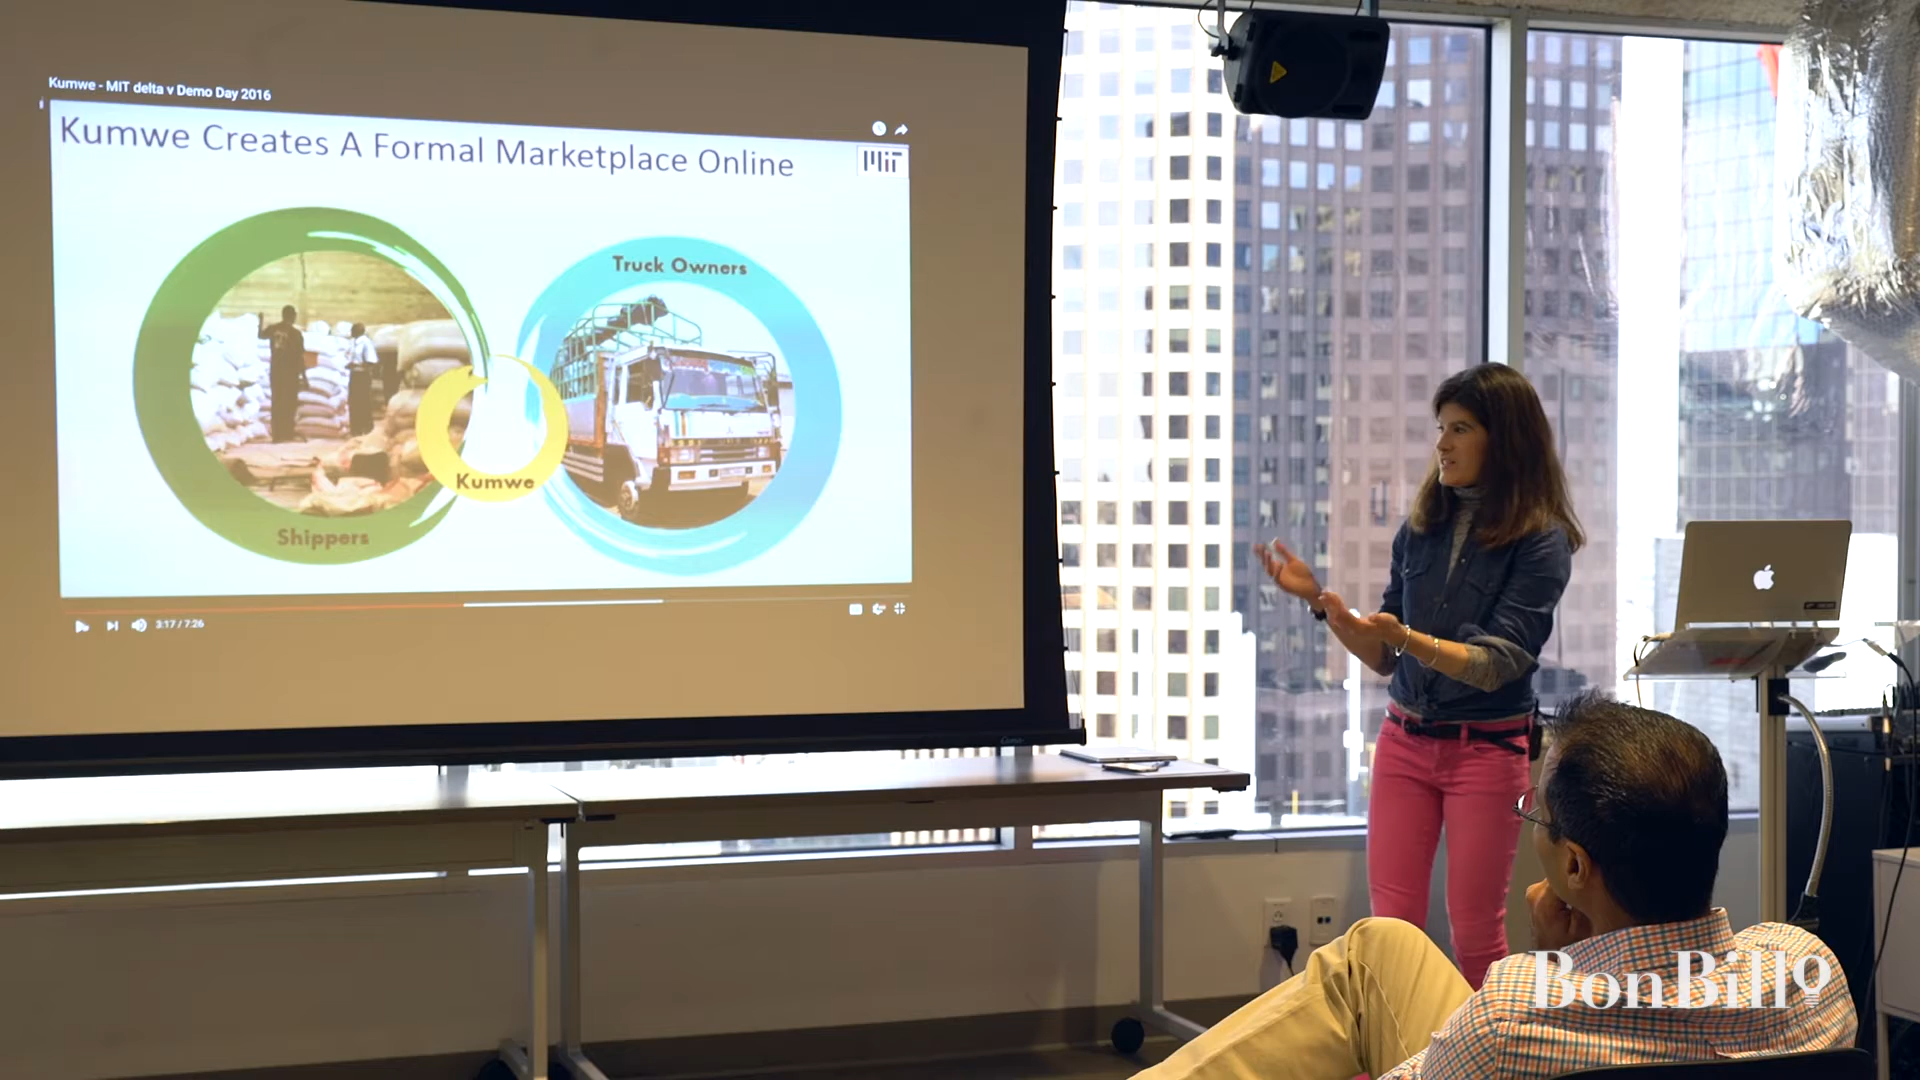 Kumwe - MIT delta v Demo Day 2016
Kumwe Creates A Formal Marketplace Online
MIT
Truck Owners
Kumwe
Shippers
3:17 / 7:26
BonBillo